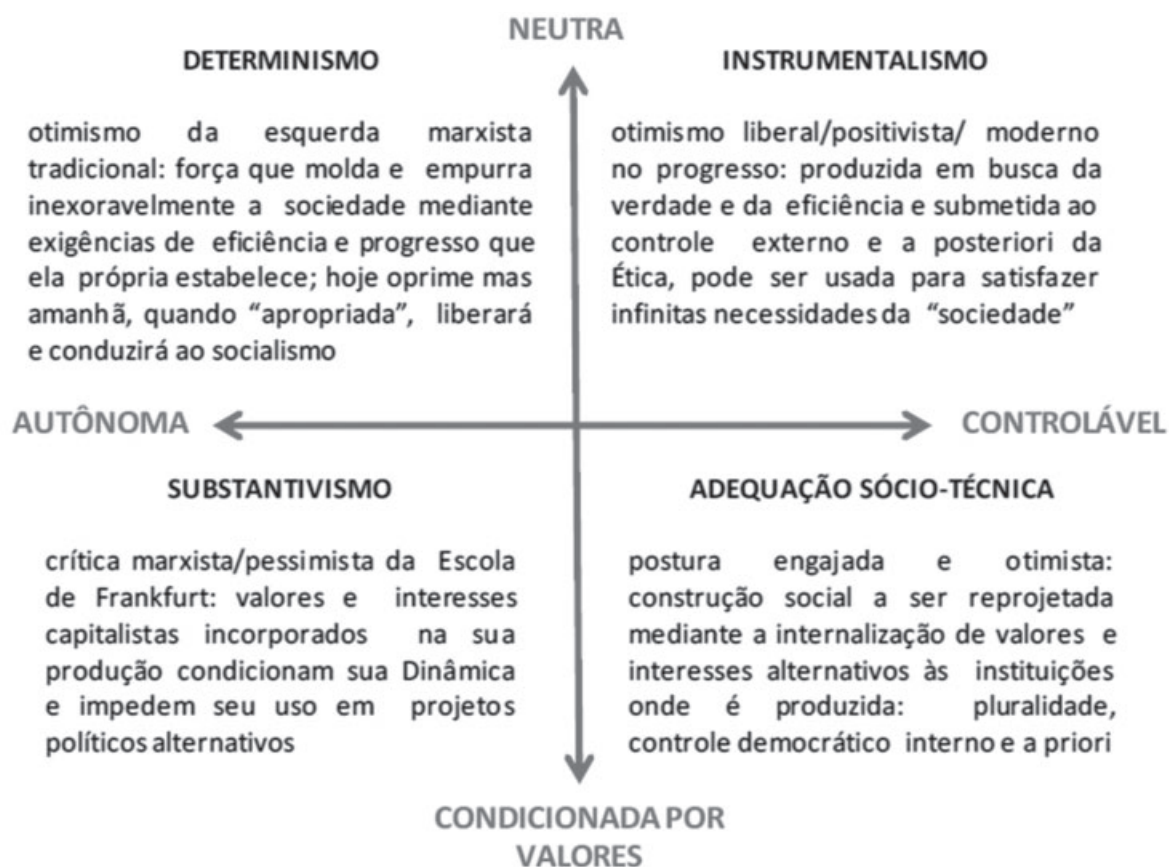 NEUTRA
DETERMINISMO
otimismo da esquerda marxista
tradicional: força que molda e empurra
inexoravelmente a sociedade mediante
exigências de eficiência e progresso que
ela própria estabelece; hoje oprime mas
amanhã, quando “apropriada”, liberará
e conduzirá ao socialismo
INSTRUMENTALISMO
otimismo liberal/positivista/ moderno
no progresso: produzida em busca da
verdade e da eficiência e submetida ao
controle externo e a posteriori da
Ética, pode ser usada para satisfazer
infinitas necessidades da “sociedade”
AUTÔNOMA
CONTROLÁVEL
SUBSTANTIVISMO
crítica marxista/pessimista da Escola
de Frankfurt: valores e interesses
capitalistas incorporados na sua
produção condicionam sua Dinâmica
e impedem seu uso em projetos
políticos alternativos
ADEQUAÇÃO SÓCIO-TÉCNICA
postura engajada e otimista:
construção social a ser reprojetada
mediante a internalização de valores e
interesses alternativos às instituições
onde é produzida: pluralidade,
controle democrático interno e a priori
CONDICIONADA POR
VALORES